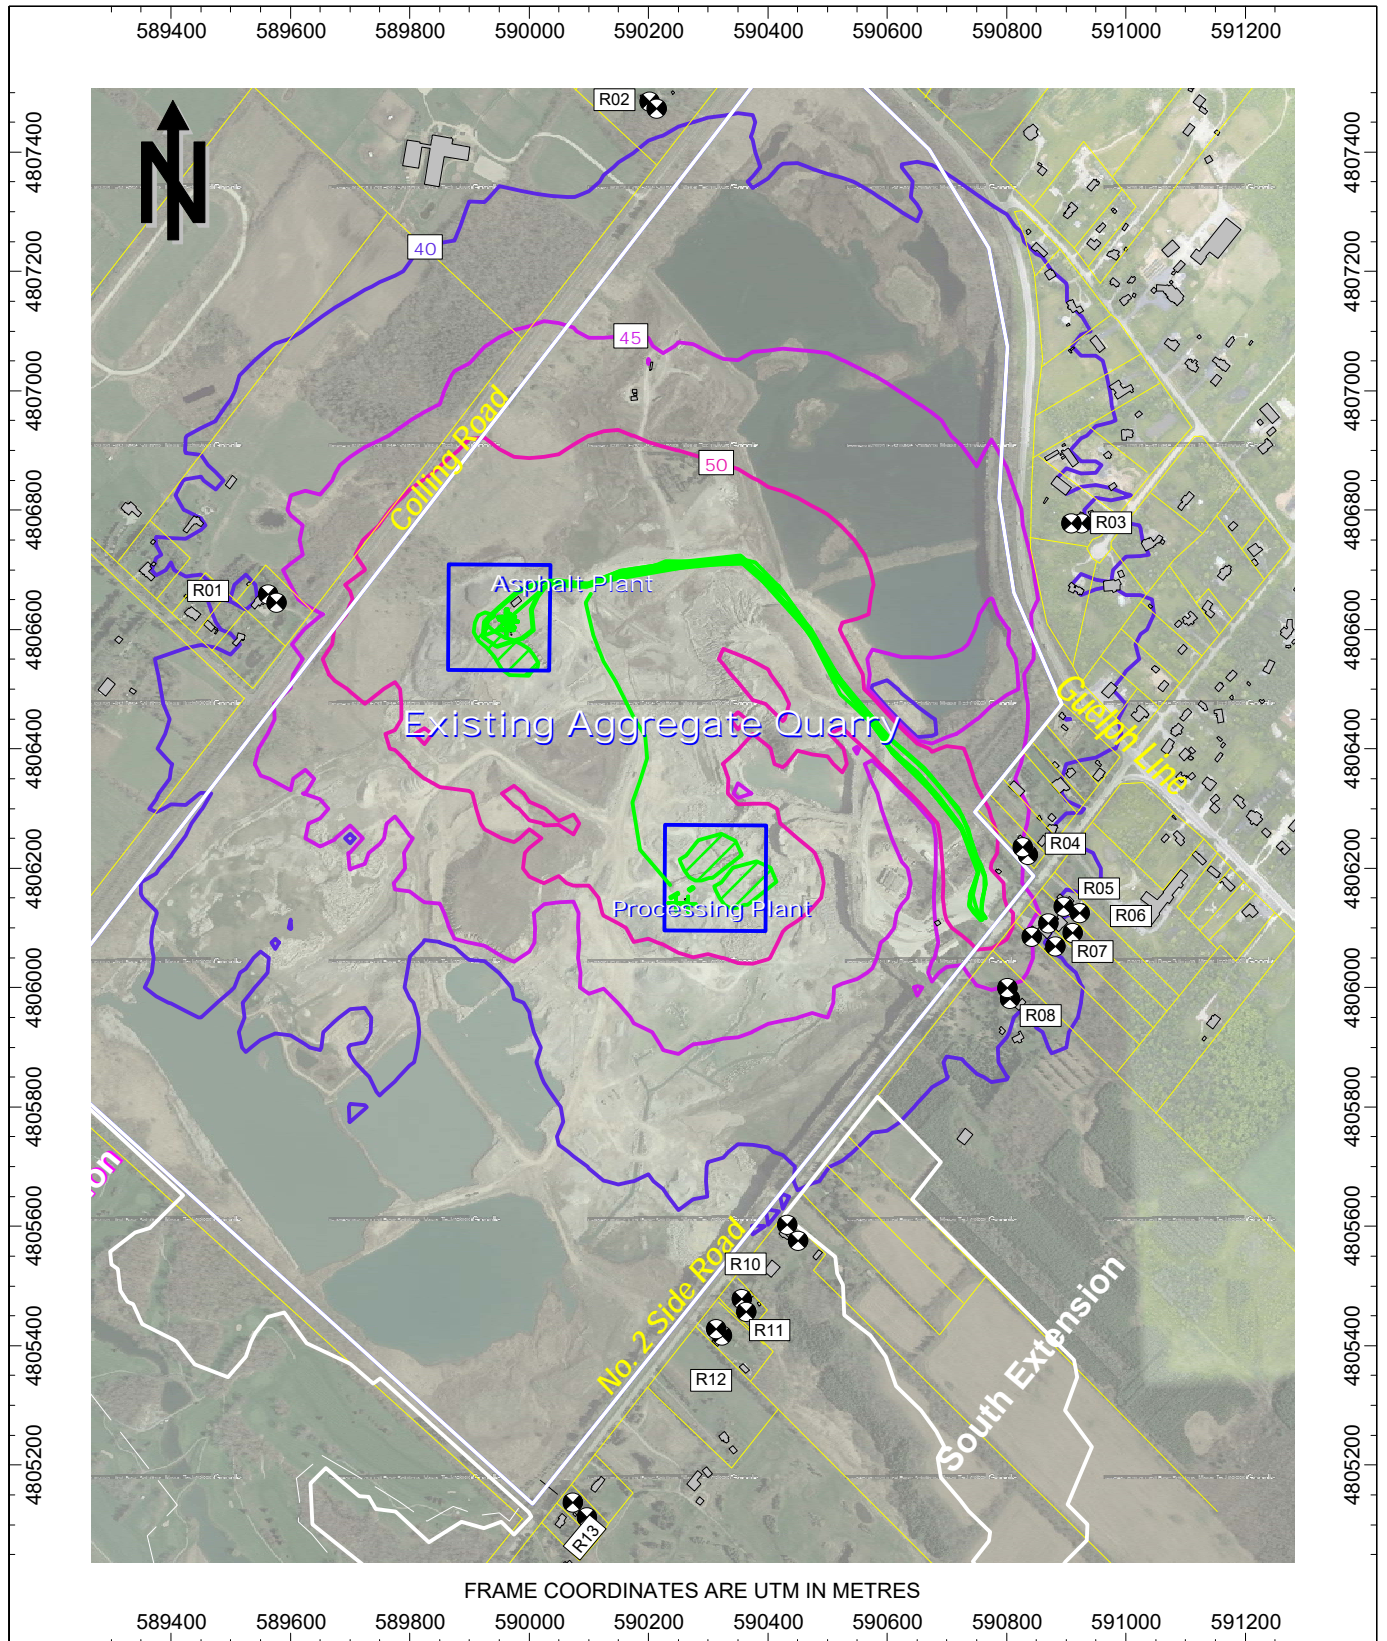 589400 589600 589800 590000 590200 590400 590600 590800 591000 591200
4807400
4807200
4807000
4806800
4806600
4806400
4806200
4806000
4805800
4805600
4805400
4805200
4807400
4807200
4807000
4806800
4806600
4806400
4806200
4806000
4805800
4805600
4805400
4805200
N
R02
40
45
Colling Road
50
R03
R01
Asphalt Plant
Guelph Line
Existing Aggregate Quarry
R04
R05
R06
Processing Plant
R07
R08
on
No. 2 Side Road
R10
R11
R12
South Extension
R13
Google
FRAME COORDINATES ARE UTM IN METRES
589400 589600 589800 590000 590200 590400 590600 590800 591000 591200